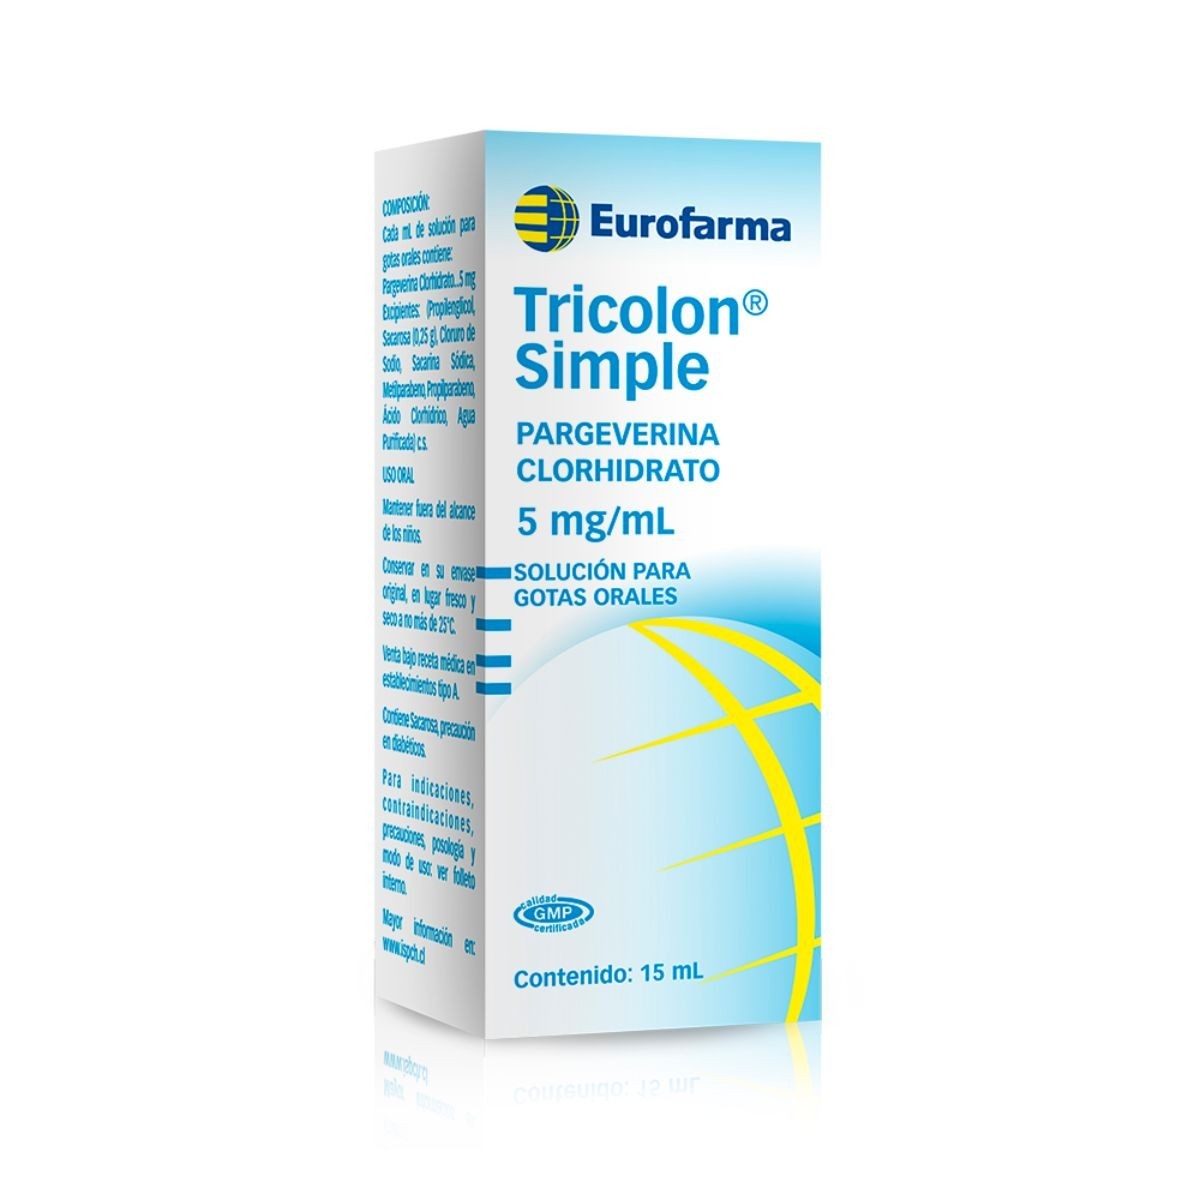 COMPOSICIÓN:
Cada mL de solución para
gotas orales contiene:
Pargeverina Clorhidrato...5 mg
Excipientes: (Propilenglicol,
Sacarosa (0,25 g), Cloruro de
Sodio, Sacarina Sódica,
Metilparabeno, Propilparabeno,
Ácido Clorhídrico, Agua
Purificada) c.s.
USO ORAL
Mantener fuera del alcance
de los niños.
Conservar en su envase
original, en lugar fresco y
seco a no más de 25°C.
Venta bajo receta médica en
establecimientos tipo A.
Contiene Sacarosa, precaución
en diabéticos.
Para indicaciones,
contraindicaciones,
precauciones, posología y
modo de uso: ver folleto
interno.
Mayor información en:
www.ispch.cl
Eurofarma
Tricolon®
Simple
PARGEVERINA
CLORHIDRATO
5 mg/mL
SOLUCIÓN PARA
GOTAS ORALES
calidad
GMP
certificada
Contenido: 15 mL